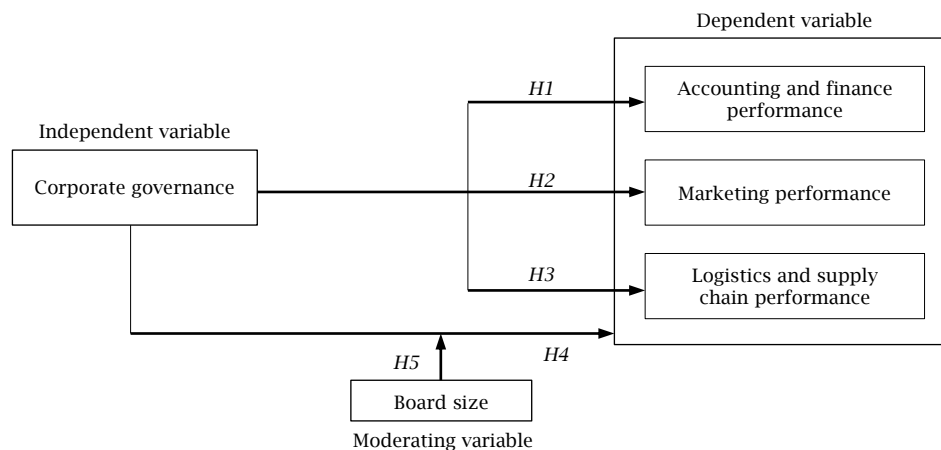 Dependent variable
H1
Accounting and finance
performance
Independent variable
Corporate governance
H2
Marketing performance
H3
Logistics and supply
chain performance
H5
H4
Board size
Moderating variable